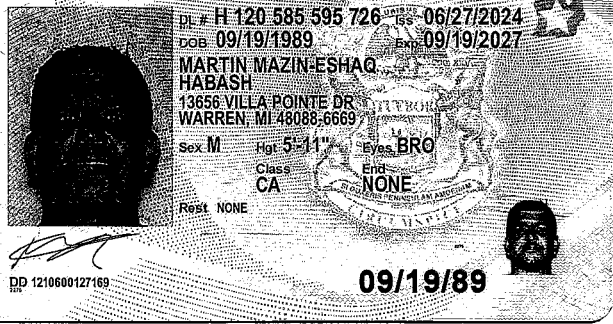 DL # H 120 585 595 726 Iss 06/27/2024
DOB 09/19/1989 Exp 09/19/2027
MARTIN MAZIN-ESHAQ
HABASH
13656 VILLA POINTE DR
WARREN, MI 48088-6669
Sex M Hgt 5'-11" Eyes BRO
Class End
CA NONE
Rest NONE
TUEBOR
CIRCUMSPICE
DD 1210600127169
09/19/89